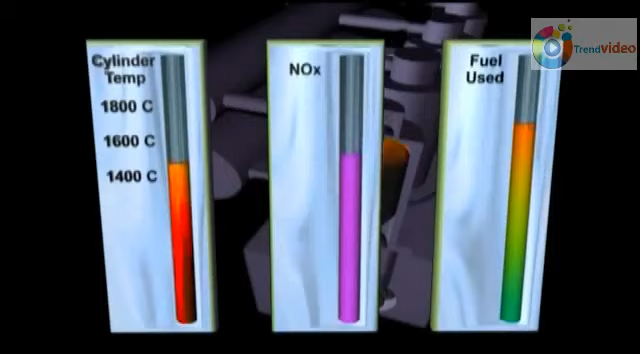 Cylinder
Temp
1800 C
1600 C
1400 C
NOx
Fuel
Used
TrendVideo